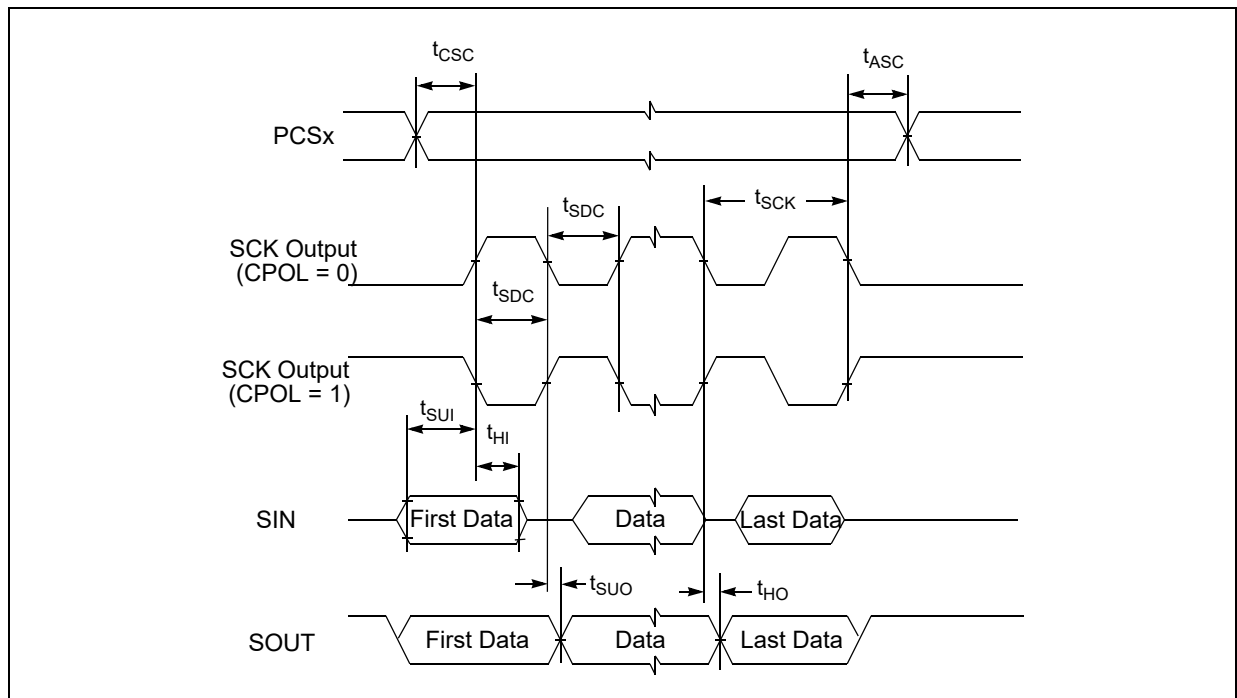 tCSC
tASC
PCSx
tSCK
tSDC
SCK Output
(CPOL = 0)
tSDC
SCK Output
(CPOL = 1)
tSUI
tHI
SIN
First Data
Data
Last Data
tSUO
tHO
SOUT
First Data
Data
Last Data